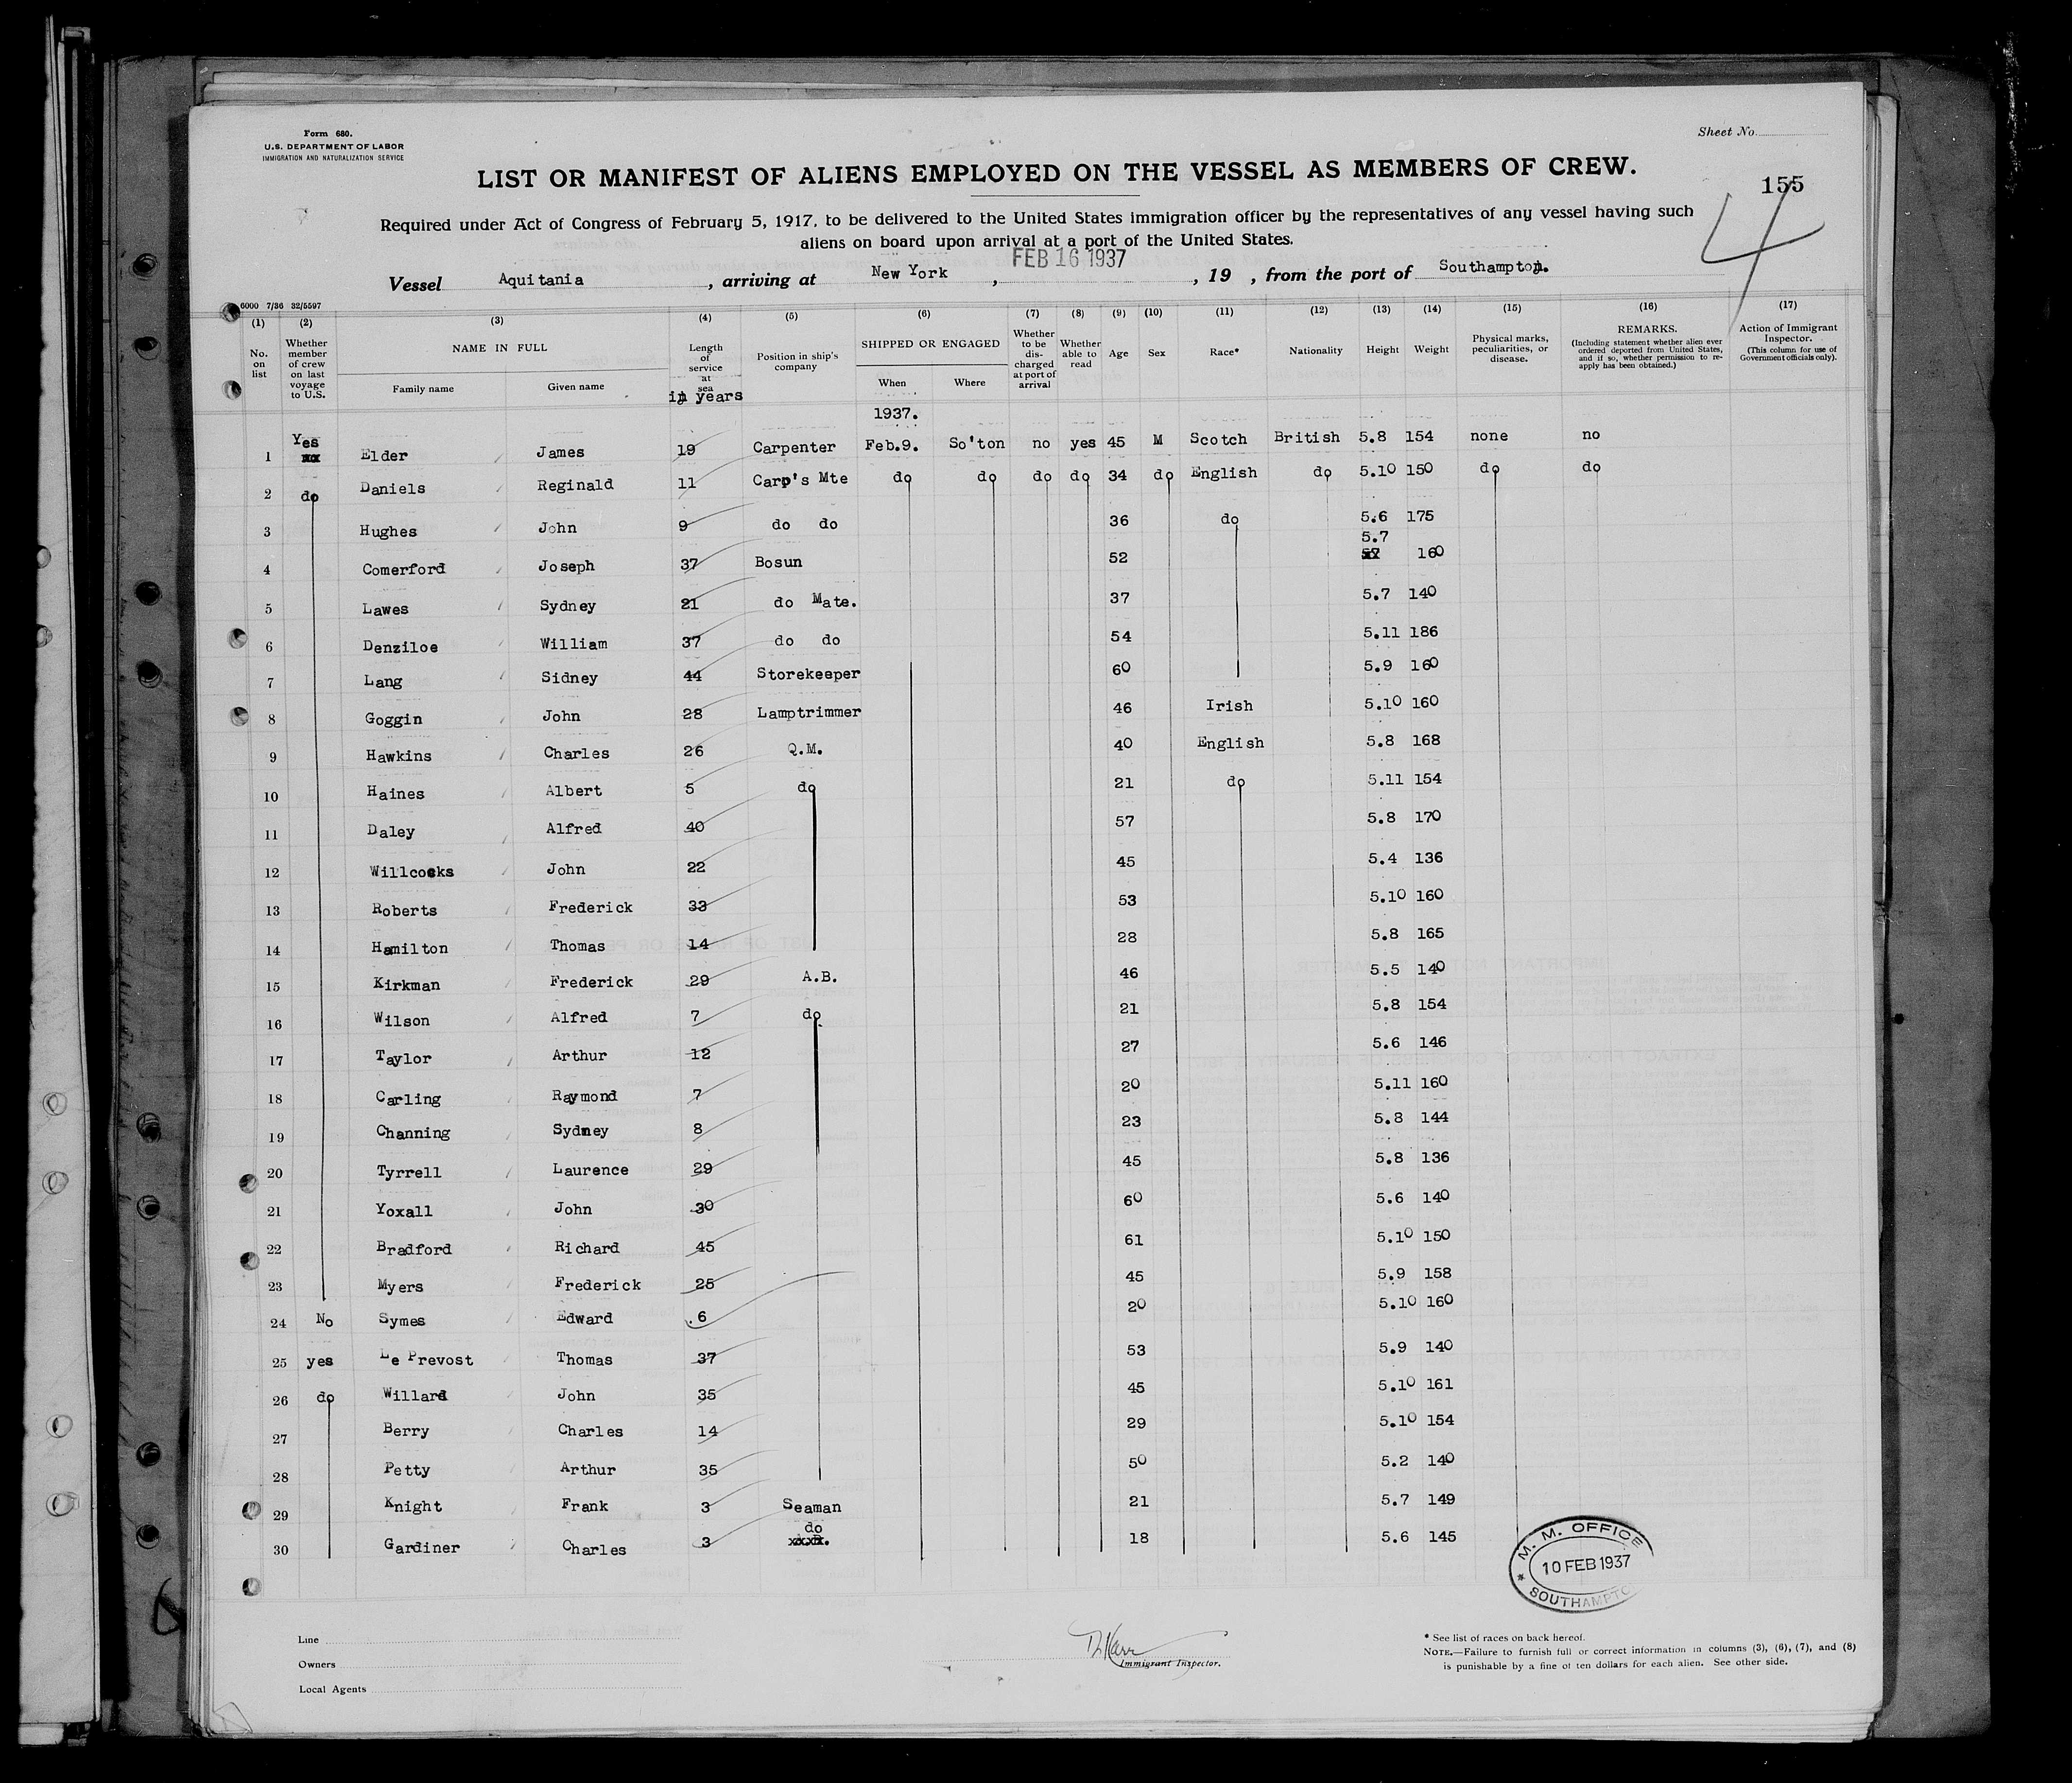 Form 680.
U.S. DEPARTMENT OF LABOR
IMMIGRATION AND NATURALIZATION SERVICE
Sheet No.
LIST OR MANIFEST OF ALIENS EMPLOYED ON THE VESSEL AS MEMBERS OF CREW.
155
4
Required under Act of Congress of February 5, 1917, to be delivered to the United States immigration officer by the representatives of any vessel having such
aliens on board upon arrival at a port of the United States.
FEB 16 1937
Vessel Aquitania, arriving at New York, , 19 , from the port of Southampton.
6000 7/36 32/5597
(1) (2) (3) (4) (5) (6) (7) (8) (9) (10) (11) (12) (13) (14) (15) (16) (17)
No. on list
Whether member of crew on last voyage to U.S.
NAME IN FULL
Family name Given name
Length of service at sea
in years
Position in ship's company
SHIPPED OR ENGAGED
When Where
Whether to be discharged at port of arrival
Whether able to read
Age
Sex
Race*
Nationality
Height
Weight
Physical marks, peculiarities, or disease.
REMARKS.
(Including statement whether alien ever ordered deported from United States, and if so, whether permission to reapply has been obtained.)
Action of Immigrant Inspector.
(This column for use of Government officials only).
1937.
1 Yes Elder James 19 Carpenter Feb.9. So'ton no yes 45 M Scotch British 5.8 154 none no
2 do Daniels Reginald 11 Carp's Mte do do do do 34 do English do 5.10 150 do do
3 Hughes John 9 do do 36 do 5.6 175
4 Comerford Joseph 37 Bosun 52 5.7 160
5 Lawes Sydney 21 do Mate. 37 5.7 140
6 Denziloe William 37 do do 54 5.11 186
7 Lang Sidney 44 Storekeeper 60 5.9 160
8 Goggin John 28 Lamptrimmer 46 Irish 5.10 160
9 Hawkins Charles 26 Q.M. 40 English 5.8 168
10 Haines Albert 5 do 21 do 5.11 154
11 Daley Alfred 40 57 5.8 170
12 Willcocks John 22 45 5.4 136
13 Roberts Frederick 33 53 5.10 160
14 Hamilton Thomas 14 28 5.8 165
15 Kirkman Frederick 29 A.B. 46 5.5 140
16 Wilson Alfred 7 do 21 5.8 154
17 Taylor Arthur 12 27 5.6 146
18 Carling Raymond 7 20 5.11 160
19 Channing Sydney 8 23 5.8 144
20 Tyrrell Laurence 29 45 5.8 136
21 Yoxall John 30 60 5.6 140
22 Bradford Richard 45 61 5.10 150
23 Myers Frederick 25 45 5.9 158
24 No Symes Edward 6 20 5.10 160
25 yes Le Prevost Thomas 37 53 5.9 140
26 do Willard John 35 45 5.10 161
27 Berry Charles 14 29 5.10 154
28 Petty Arthur 35 50 5.2 140
29 Knight Frank 3 Seaman 21 5.7 149
30 Gardiner Charles 3 do 18 5.6 145
M. M. OFFICE
10 FEB 1937
SOUTHAMPTO
Line
Owners
Local Agents
Immigrant Inspector.
* See list of races on back hereof.
NOTE.—Failure to furnish full or correct information in columns (3), (6), (7), and (8)
is punishable by a fine of ten dollars for each alien. See other side.